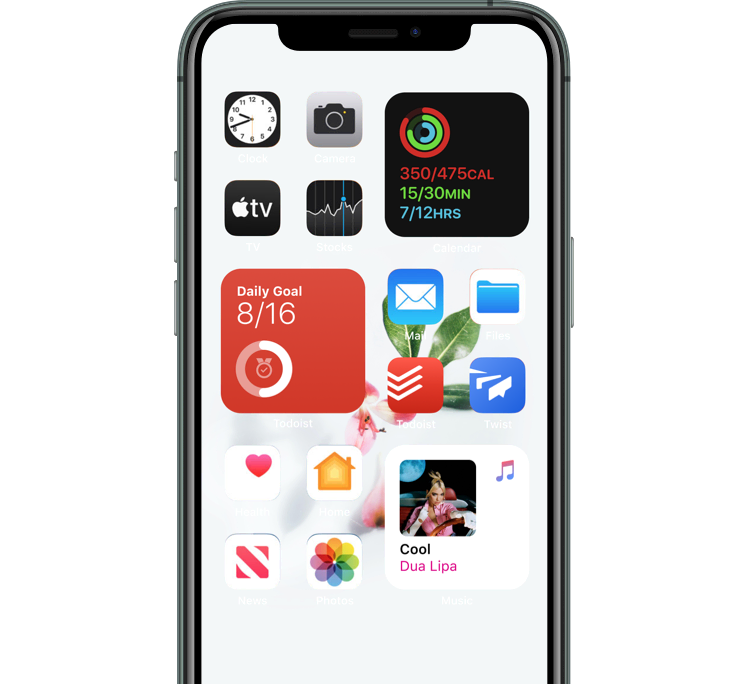 Clock
Camera
350/475CAL
15/30MIN
7/12HRS
tv
TV
Stocks
Calendar
Daily Goal
8/16
Mail
Files
Todoist
Todoist
Twist
Health
Home
Cool
Dua Lipa
News
Photos
Music